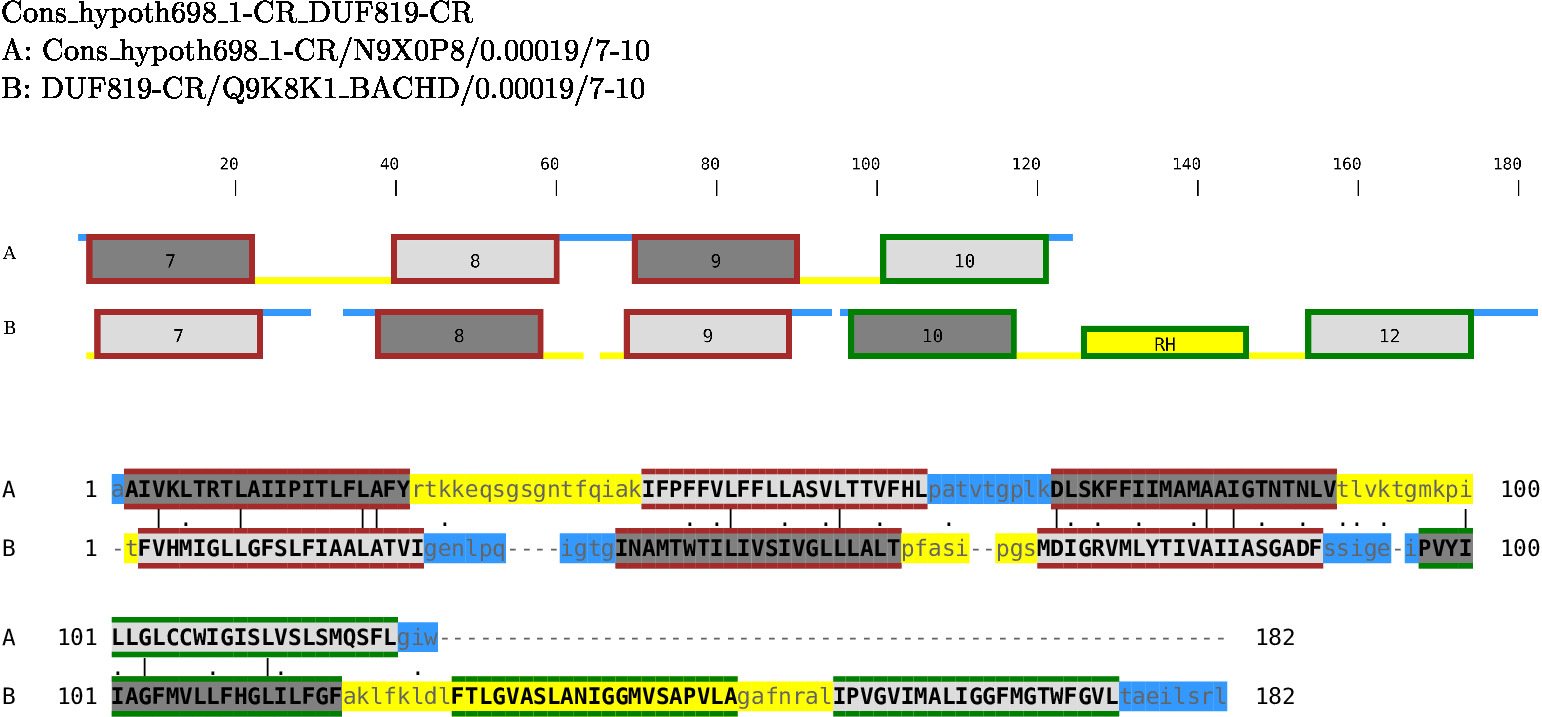 Cons_hypoth698_1-CR_DUF819-CR
A: Cons_hypoth698_1-CR/N9X0P8/0.00019/7-10
B: DUF819-CR/Q9K8K1_BACHD/0.00019/7-10
20 40 60 80 100 120 140 160 180
A 7 8 9 10
B 7 8 9 10 RH 12
A 1 aAIVKLTRTLAIIPITLFLAFYrtkkeqsgsgntfqiakIFPFFVLFFLLASVLTTVFHLpatvtgplkDLSKFFIIMAMAAIGTNTNLVtlvktgmkpi 100
B 1 -tFVHMIGLLGFSLFIAALATVIgenlpq----igtgINAMTWTILIVSIVGLLLALTpfasi--pgsMDIGRVMLYTIVAIIASGADFssige-iPVYI 100
A 101 LLGLCCWIGISLVSLSMQSFLgiw---------------------------------------------------------- 182
B 101 IAGFMVLLFHGLILFGFaklfkldlFTLGVASLANIGGMVSAPVLAgafnralIPVGVIMALIGGFMGTWFGVLtaeilsrl 182